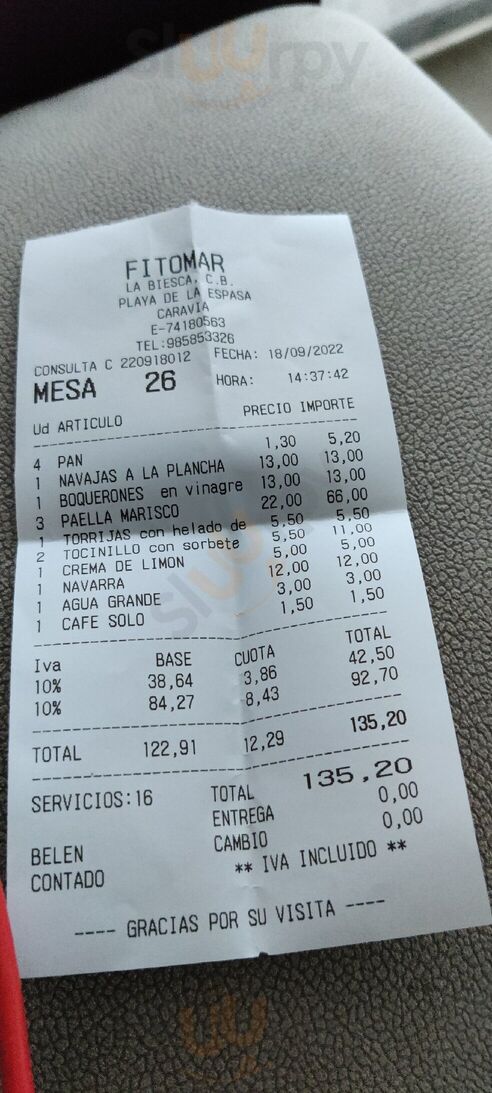 FITOMAR
LA BIESCA, C.B.
PLAYA DE LA ESPASA
CARAVIA
E-74180563
TEL:985853326
CONSULTA C 220918012 FECHA: 18/09/2022
MESA 26 HORA: 14:37:42
Ud ARTICULO PRECIO IMPORTE
4 PAN 1,30 5,20
1 NAVAJAS A LA PLANCHA 13,00 13,00
1 BOQUERONES en vinagre 13,00 13,00
3 PAELLA MARISCO 22,00 66,00
1 TORRIJAS con helado de 5,50 5,50
2 TOCINILLO con sorbete 5,50 11,00
1 CREMA DE LIMON 5,00 5,00
1 NAVARRA 12,00 12,00
1 AGUA GRANDE 3,00 3,00
1 CAFE SOLO 1,50 1,50
Iva BASE CUOTA TOTAL
10% 38,64 3,86 42,50
10% 84,27 8,43 92,70
TOTAL 122,91 12,29 135,20
SERVICIOS:16 TOTAL 135,20
ENTREGA 0,00
BELEN CAMBIO 0,00
CONTADO ** IVA INCLUIDO **
---- GRACIAS POR SU VISITA ----
sluurpy
sluurpy